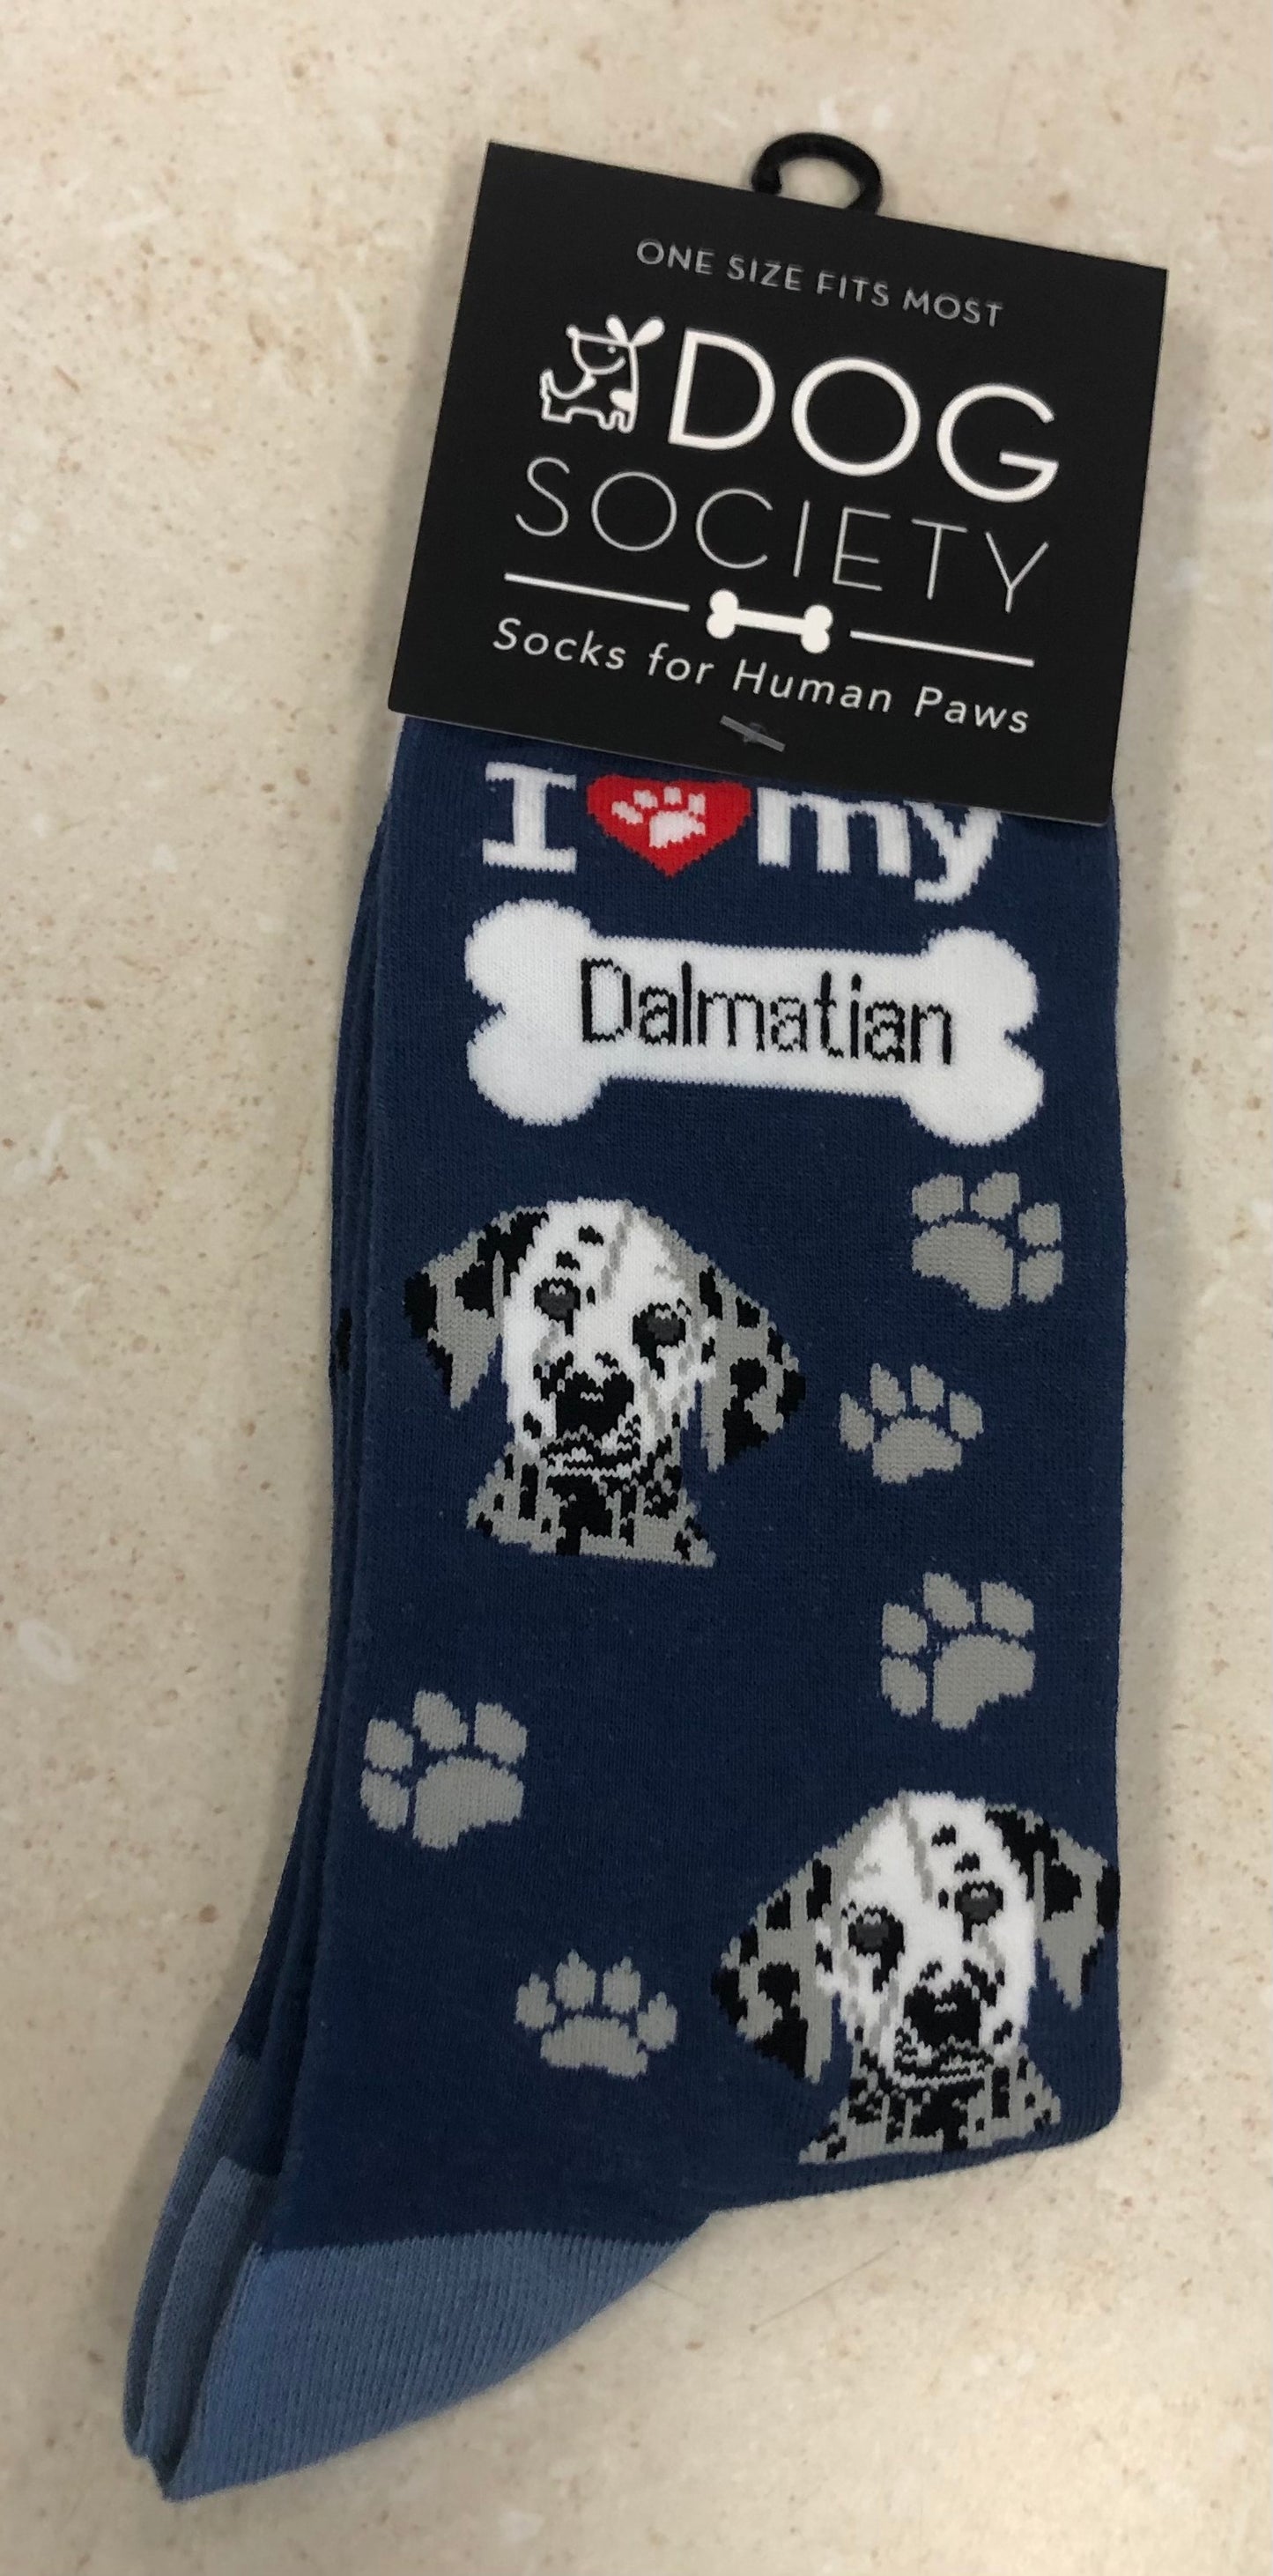 ONE SIZE FITS MOST
DOG
SOCIETY
Socks for Human Paws
I my
Dalmatian